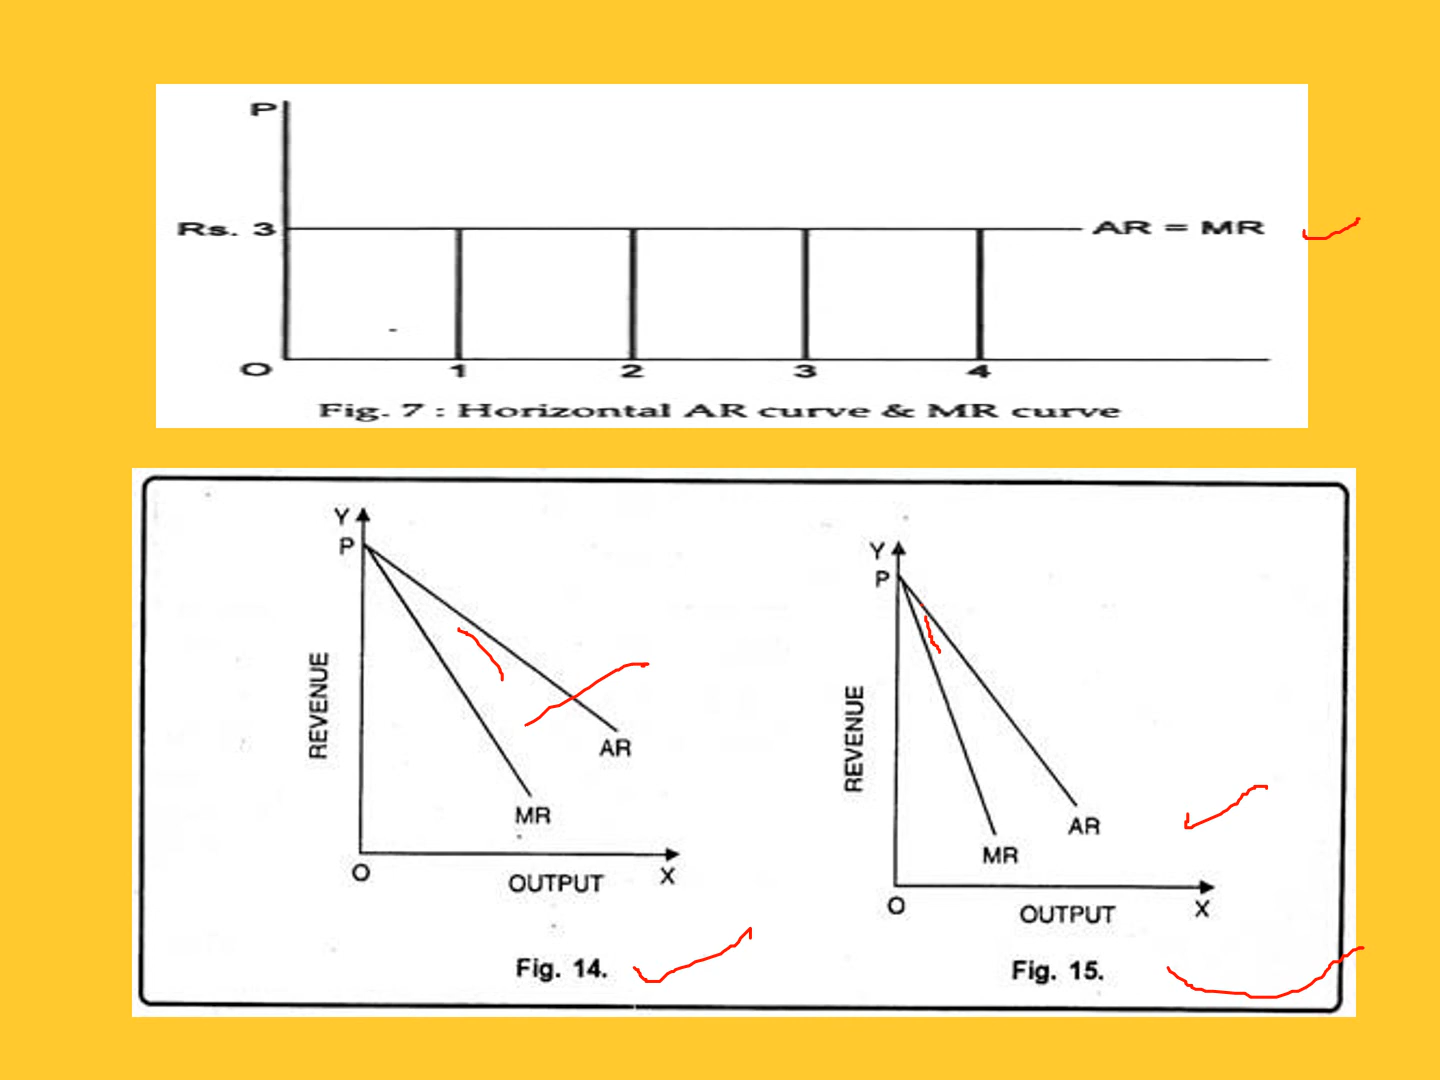 P
Rs. 3
AR = MR
O
1 2 3 4
Fig. 7 : Horizontal AR curve & MR curve
Y
P
REVENUE
AR
MR
O
OUTPUT
X
Fig. 14.
Y
P
REVENUE
AR
MR
O
OUTPUT
X
Fig. 15.